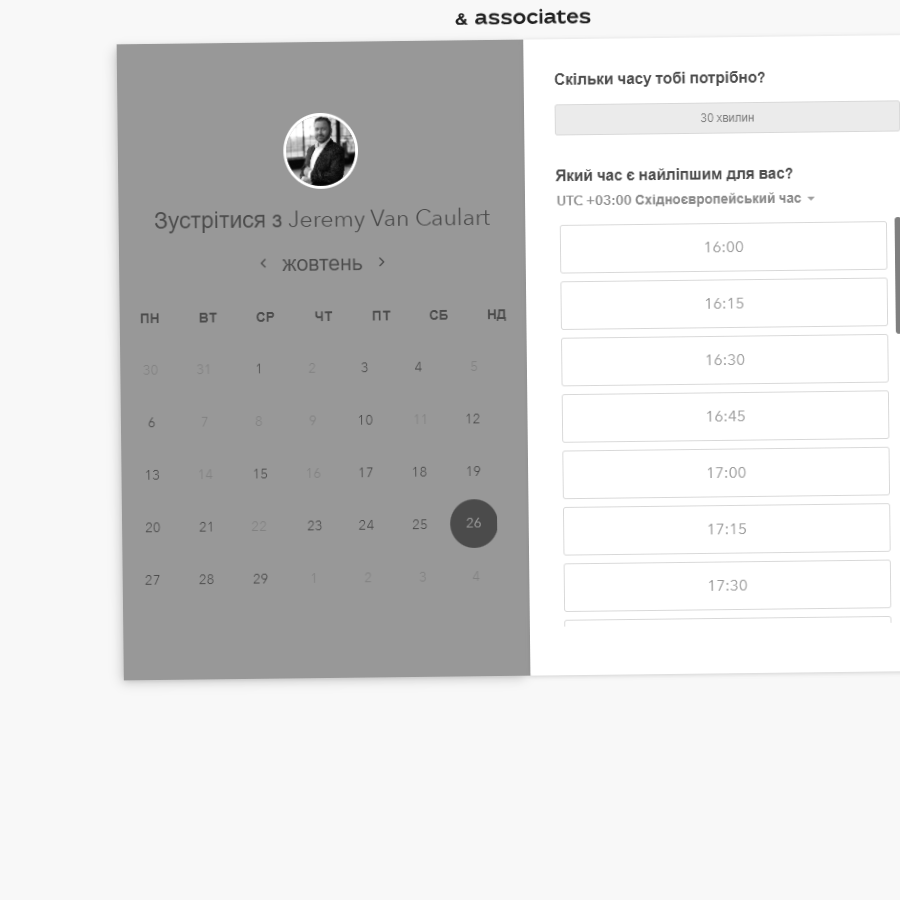 & associates
Зустрітися з Jeremy Van Caulart
‹ жовтень ›
ПН ВТ СР ЧТ ПТ СБ НД
30 31 1 2 3 4 5
6 7 8 9 10 11 12
13 14 15 16 17 18 19
20 21 22 23 24 25 26
27 28 29 1 2 3 4
Скільки часу тобі потрібно?
30 хвилин
Який час є найліпшим для вас?
UTC +03:00 Східноєвропейський час
16:00
16:15
16:30
16:45
17:00
17:15
17:30